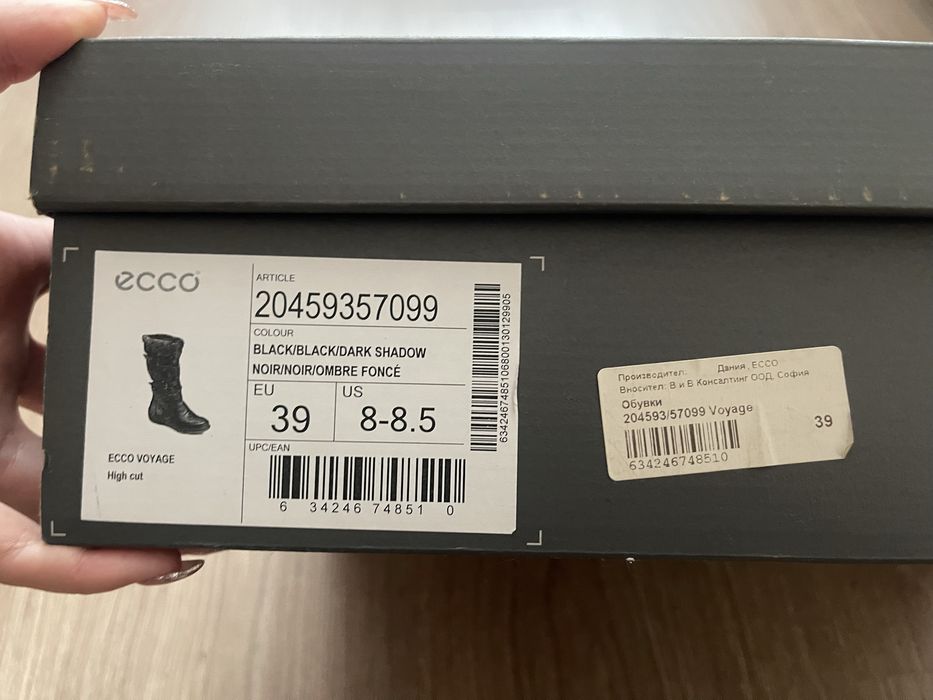 ecco
ARTICLE
20459357099
COLOUR
BLACK/BLACK/DARK SHADOW
NOIR/NOIR/OMBRE FONCÉ
EU
39
US
8-8.5
ECCO VOYAGE
High cut
UPC/EAN
6 34246 74851 0
634246748510680013012990­5
Производител: Дания, ECCO
Вносител: В и В Консалтинг ООД, София
Обувки
204593/57099 Voyage
39
634246748510